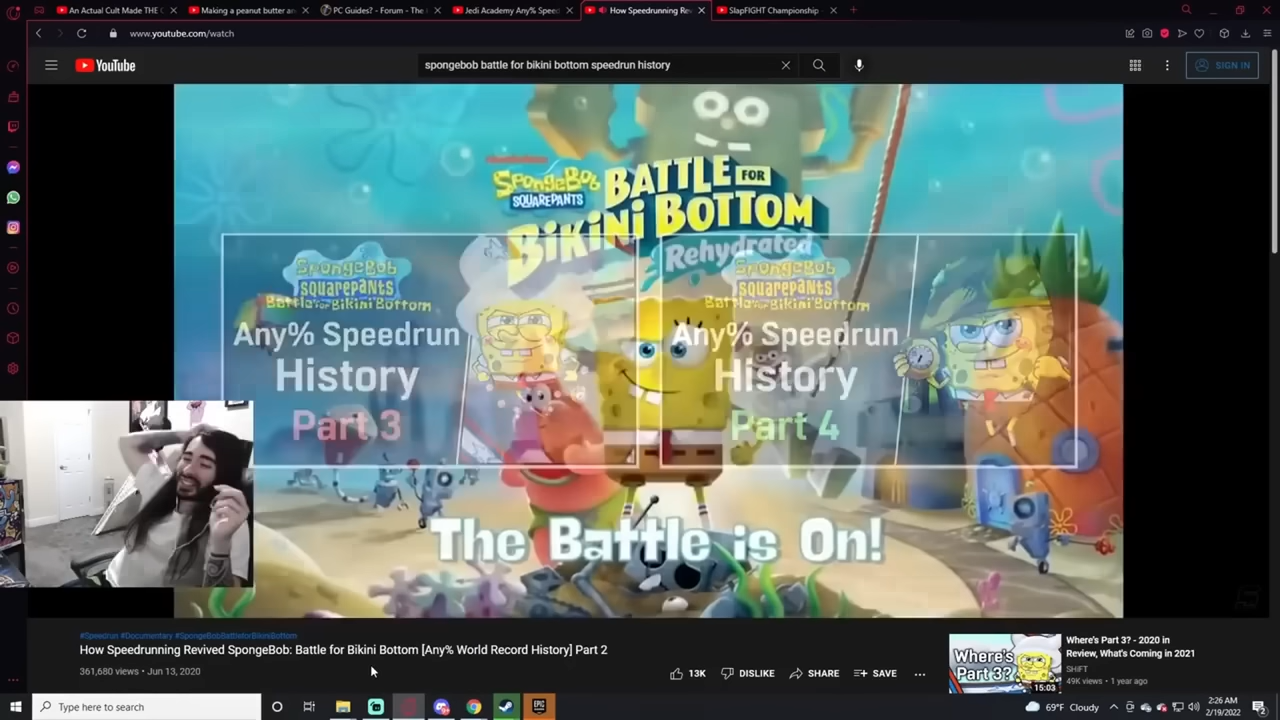 An Actual Cult Made THE
Making a peanut butter an
PC Guides? - Forum - The
Jedi Academy Any% Speed
How Speedrunning Rev
SlapFIGHT Championship
www.youtube.com/watch
YouTube
spongebob battle for bikini bottom speedrun history
SIGN IN
SpongeBob
SQUAREPANTS
BATTLE FOR
BiKiNi BOTTOM
Rehydrated
SpongeBob
SquarePants
Battle for Bikini Bottom
Any% Speedrun
History
Part 3
SpongeBob
SquarePants
Battle for Bikini Bottom
Any% Speedrun
History
Part 4
The Battle is On!
#Speedrun #Documentary #SpongeBobBattleforBikiniBottom
How Speedrunning Revived SpongeBob: Battle for Bikini Bottom [Any% World Record History] Part 2
361,680 views • Jun 13, 2020
13K
DISLIKE
SHARE
SAVE
Where's
Part 3?
15:03
Where's Part 3? - 2020 in
Review, What's Coming in 2021
SHiFT
49K views • 1 year ago
Type here to search
69°F Cloudy
2:26 AM
2/19/2022